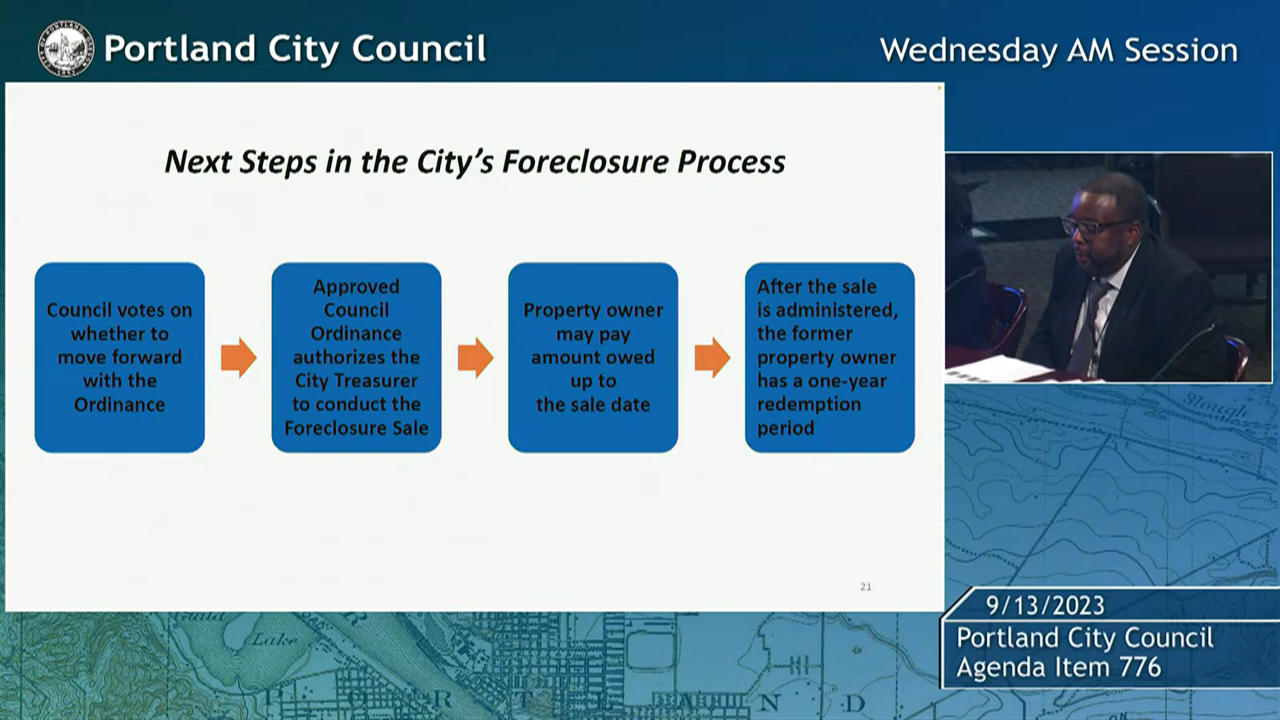 Portland City Council
Wednesday AM Session
Next Steps in the City's Foreclosure Process
Council votes on
whether to
move forward
with the
Ordinance
Approved
Council
Ordinance
authorizes the
City Treasurer
to conduct the
Foreclosure Sale
Property owner
may pay
amount owed
up to
the sale date
After the sale
is administered,
the former
property owner
has a one-year
redemption
period
21
Slough
Guild
Lake
P O R T L A N D
9/13/2023
Portland City Council
Agenda Item 776